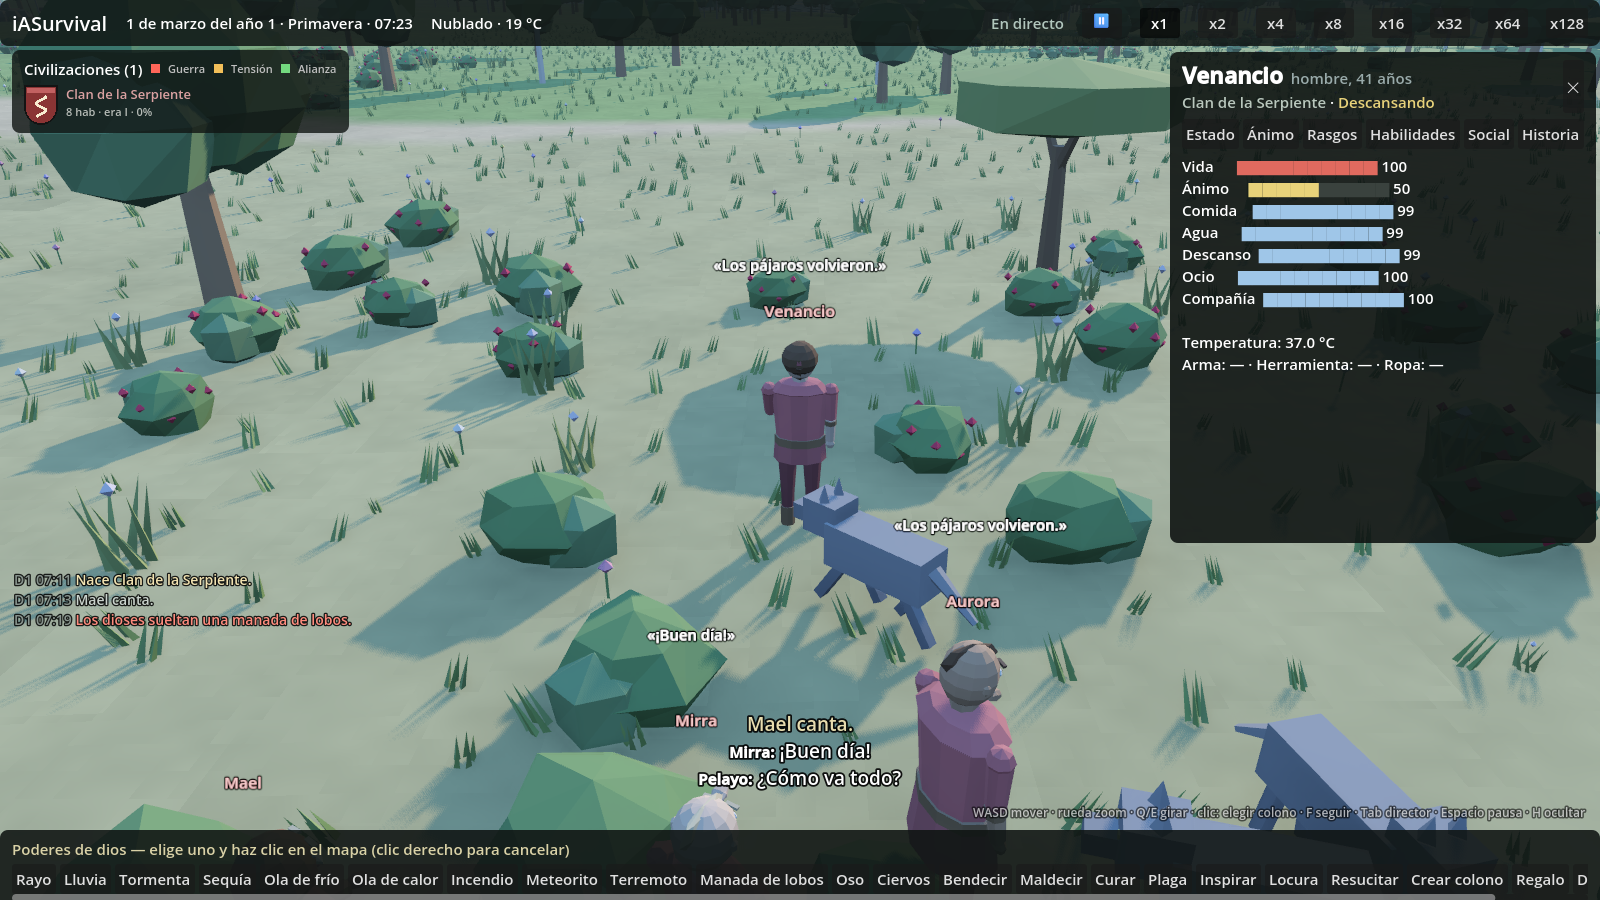 iASurvival 1 de marzo del año 1 · Primavera · 07:23 Nublado · 19 °C En directo x1 x2 x4 x8 x16 x32 x64 x128
Civilizaciones (1) Guerra Tensión Alianza
Clan de la Serpiente
8 hab · era I · 0%
Venancio hombre, 41 años
Clan de la Serpiente · Descansando
Estado Ánimo Rasgos Habilidades Social Historia
Vida 100
Ánimo 50
Comida 99
Agua 99
Descanso 99
Ocio 100
Compañía 100
Temperatura: 37.0 °C
Arma: — · Herramienta: — · Ropa: —
«Los pájaros volvieron.»
Venancio
«Los pájaros volvieron.»
Aurora
D1 07:11 Nace Clan de la Serpiente.
D1 07:13 Mael canta.
D1 07:19 Los dioses sueltan una manada de lobos.
«¡Buen día!»
Mirra
Mael
Mael canta.
Mirra: ¡Buen día!
Pelayo: ¿Cómo va todo?
WASD mover · rueda zoom · Q/E girar · clic: elegir colono · F seguir · Tab director · Espacio pausa · H ocultar
Poderes de dios — elige uno y haz clic en el mapa (clic derecho para cancelar)
Rayo Lluvia Tormenta Sequía Ola de frío Ola de calor Incendio Meteorito Terremoto Manada de lobos Oso Ciervos Bendecir Maldecir Curar Plaga Inspirar Locura Resucitar Crear colono Regalo D